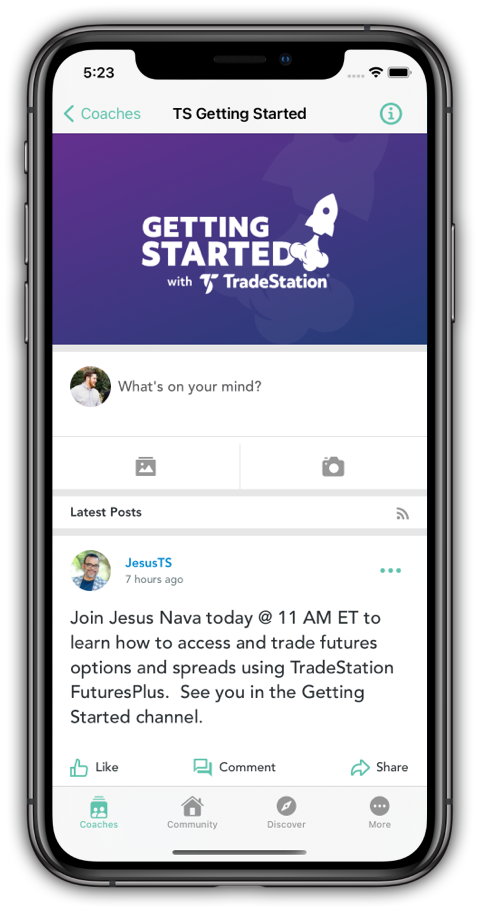 5:23
Coaches TS Getting Started
GETTING
STARTED
with TradeStation
What's on your mind?
Latest Posts
JesusTS
7 hours ago
Join Jesus Nava today @ 11 AM ET to
learn how to access and trade futures
options and spreads using TradeStation
FuturesPlus.  See you in the Getting
Started channel.
Like Comment Share
Coaches Community Discover More